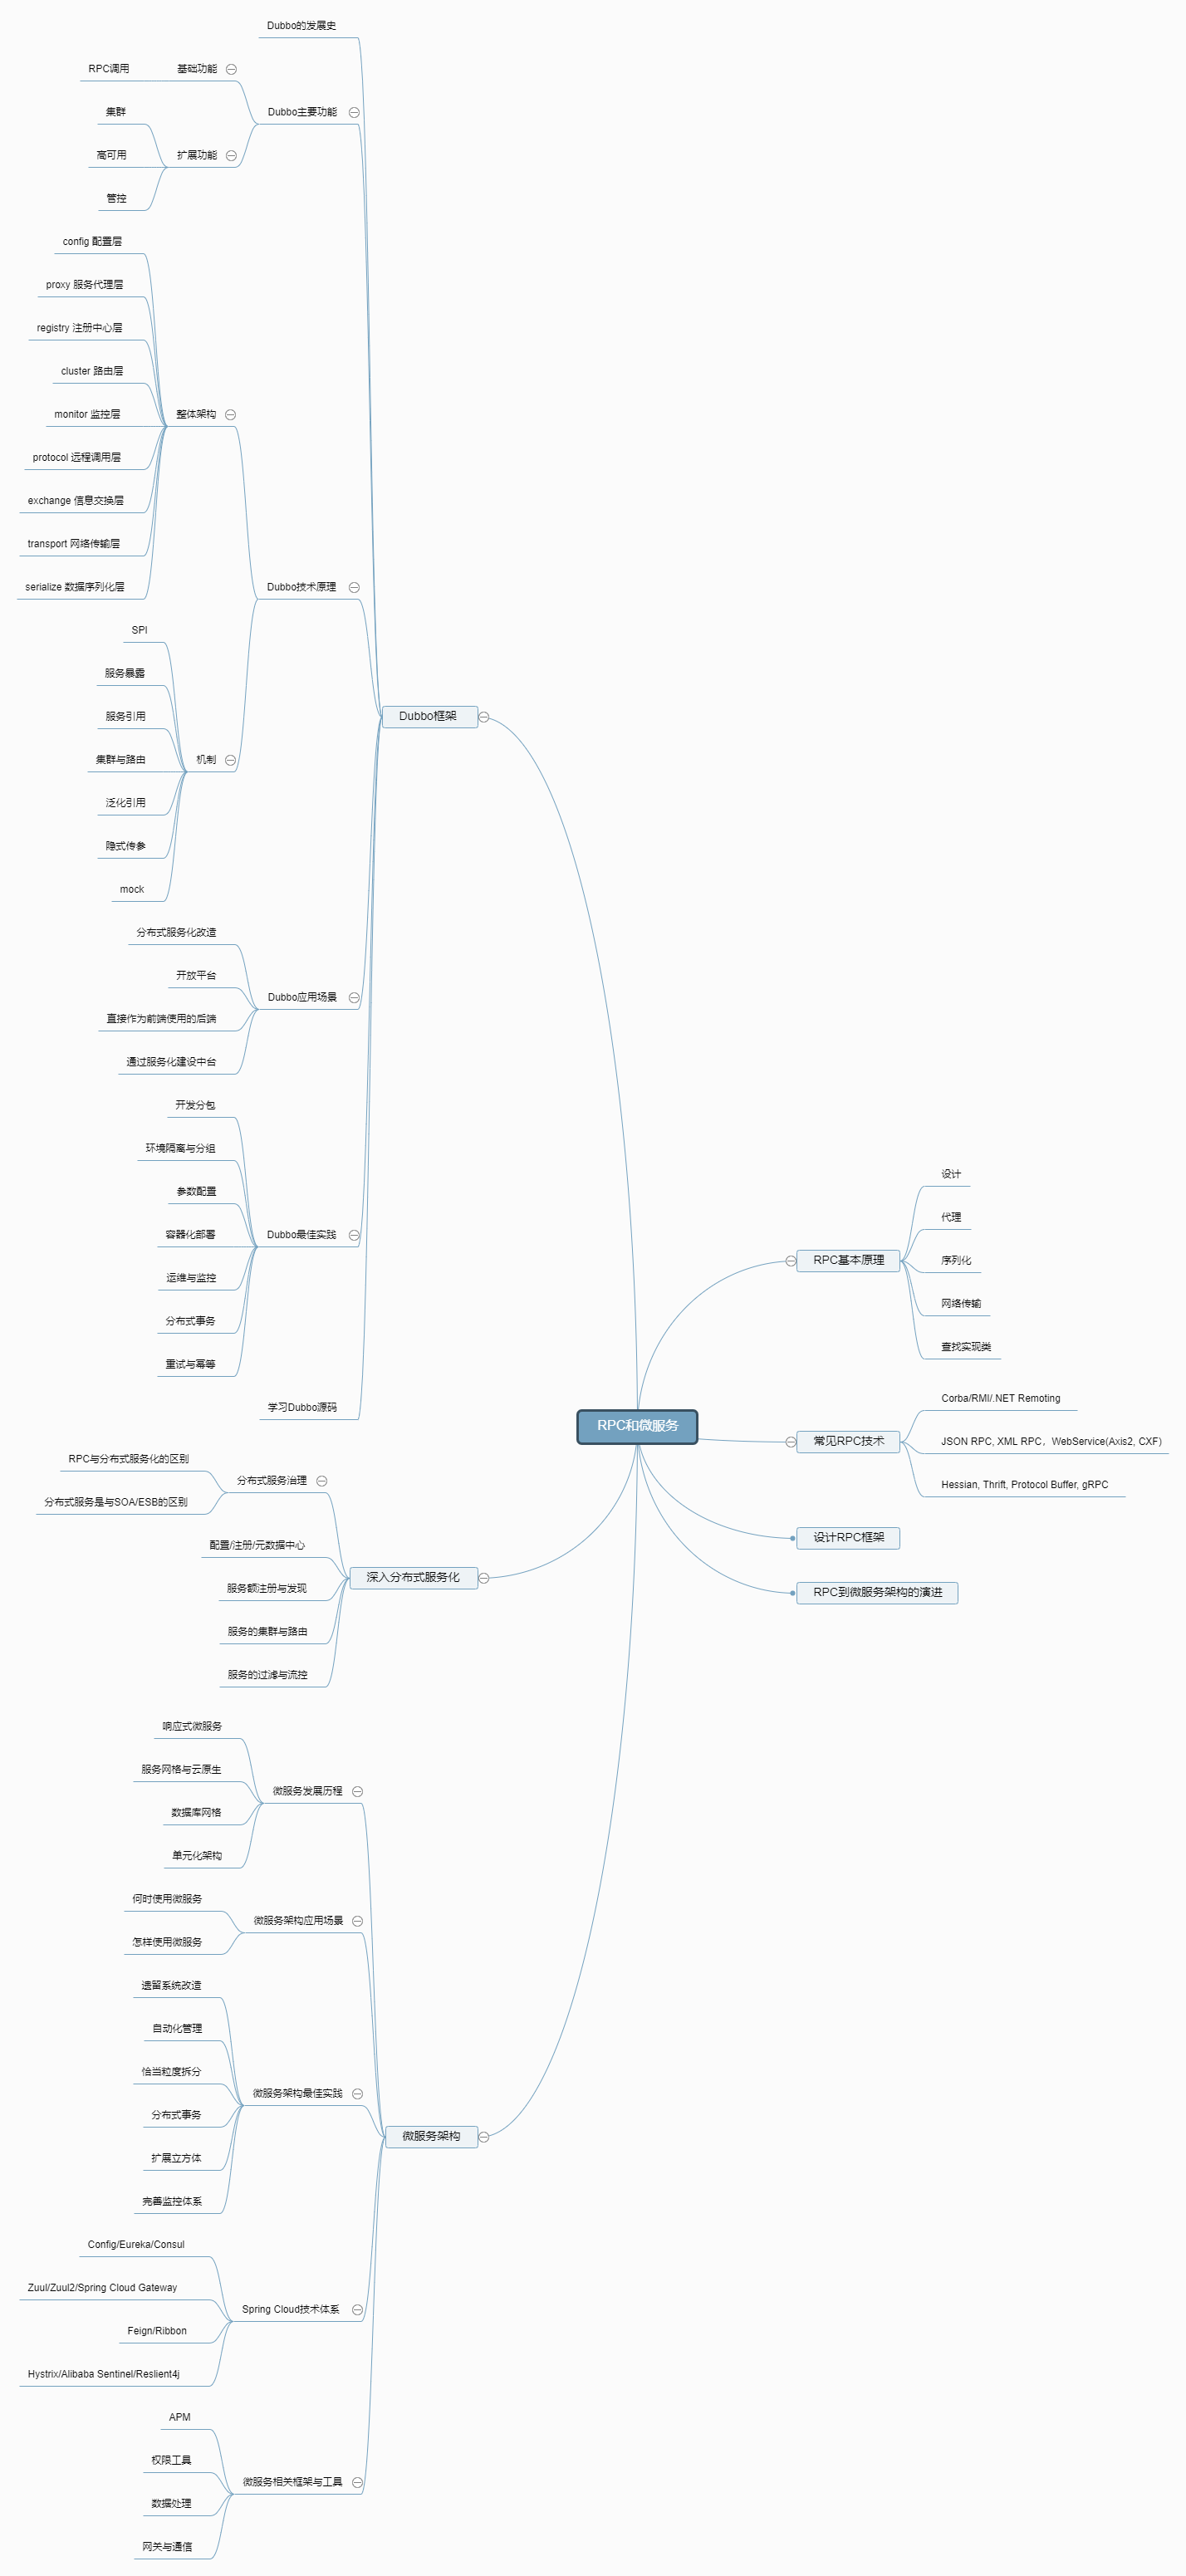 RPC和微服务
RPC基本原理
设计
代理
序列化
网络传输
查找实现类
常见RPC技术
Corba/RMI/.NET Remoting
JSON RPC, XML RPC，WebService(Axis2, CXF)
Hessian, Thrift, Protocol Buffer, gRPC
设计RPC框架
RPC到微服务架构的演进
Dubbo框架
Dubbo的发展史
Dubbo主要功能
基础功能
RPC调用
扩展功能
集群
高可用
管控
Dubbo技术原理
整体架构
config 配置层
proxy 服务代理层
registry 注册中心层
cluster 路由层
monitor 监控层
protocol 远程调用层
exchange 信息交换层
transport 网络传输层
serialize 数据序列化层
机制
SPI
服务暴露
服务引用
集群与路由
泛化引用
隐式传参
mock
Dubbo应用场景
分布式服务化改造
开放平台
直接作为前端使用的后端
通过服务化建设中台
Dubbo最佳实践
开发分包
环境隔离与分组
参数配置
容器化部署
运维与监控
分布式事务
重试与幂等
学习Dubbo源码
深入分布式服务化
分布式服务治理
RPC与分布式服务化的区别
分布式服务是与SOA/ESB的区别
配置/注册/元数据中心
服务额注册与发现
服务的集群与路由
服务的过滤与流控
微服务架构
微服务发展历程
响应式微服务
服务网格与云原生
数据库网格
单元化架构
微服务架构应用场景
何时使用微服务
怎样使用微服务
微服务架构最佳实践
遗留系统改造
自动化管理
恰当粒度拆分
分布式事务
扩展立方体
完善监控体系
Spring Cloud技术体系
Config/Eureka/Consul
Zuul/Zuul2/Spring Cloud Gateway
Feign/Ribbon
Hystrix/Alibaba Sentinel/Reslient4j
微服务相关框架与工具
APM
权限工具
数据处理
网关与通信